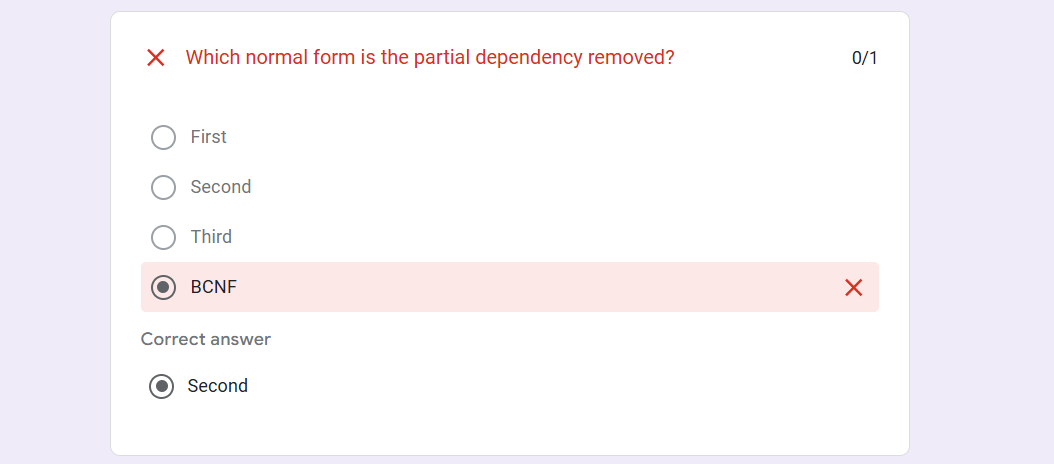 Which normal form is the partial dependency removed?
0/1
First
Second
Third
BCNF
Correct answer
Second